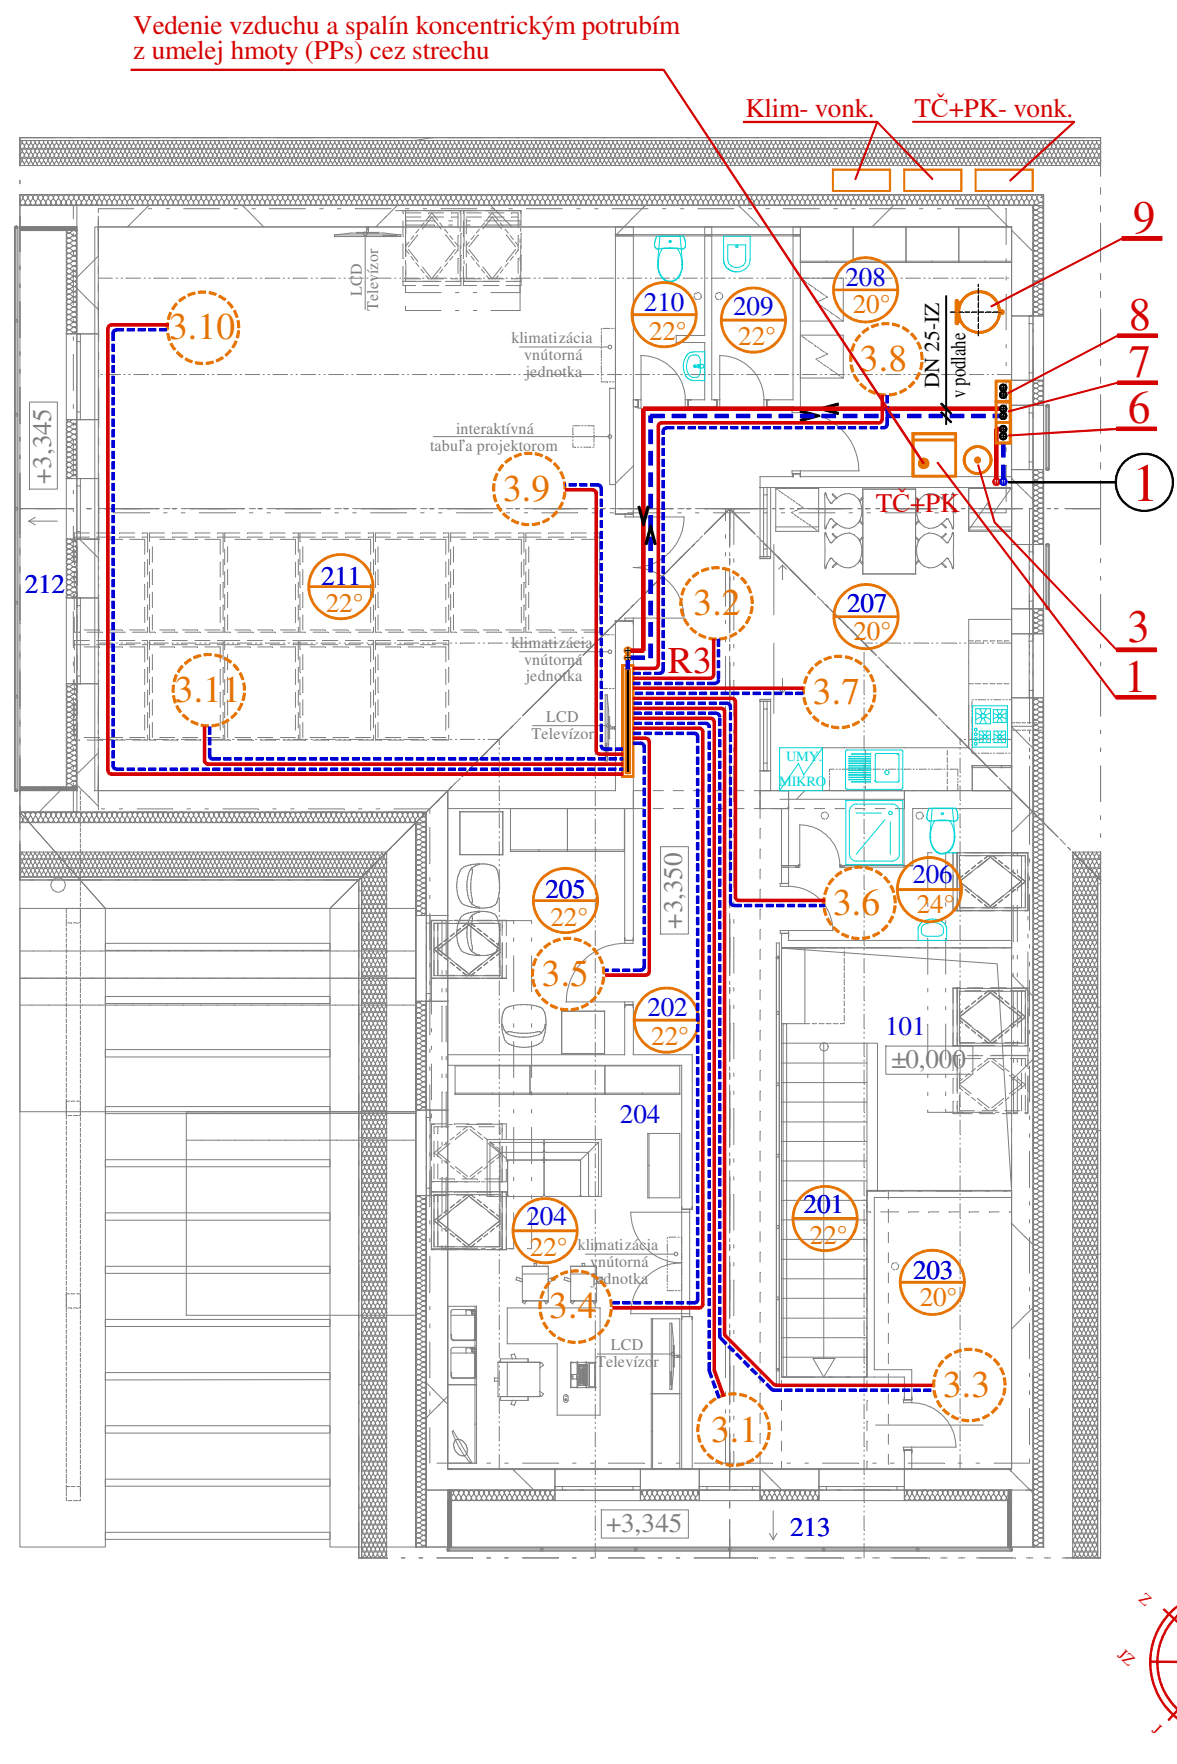 Vedenie vzduchu a spalín koncentrickým potrubím
z umelej hmoty (PPs) cez strechu
Klim- vonk.
TČ+PK- vonk.
9
8
7
6
1
3
1
LCD
Televízor
210
22°
209
22°
208
20°
3.8
DN 25-IZ
v podlahe
3.10
klimatizácia
vnútorná
jednotka
+3,345
interaktívna
tabuľa projektorom
3.9
TČ+PK
212
211
22°
3.2
207
20°
klimatizácia
vnútorná
jednotka
R3
3.11
3.7
LCD
Televízor
UMÝ.
MIKRO
205
22°
+3,350
206
24°
3.6
3.5
202
22°
101
±0,000
204
204
22°
201
22°
klimatizácia
vnútorná
jednotka
203
20°
3.4
LCD
Televízor
3.3
3.1
+3,345
213
Z
JZ
J